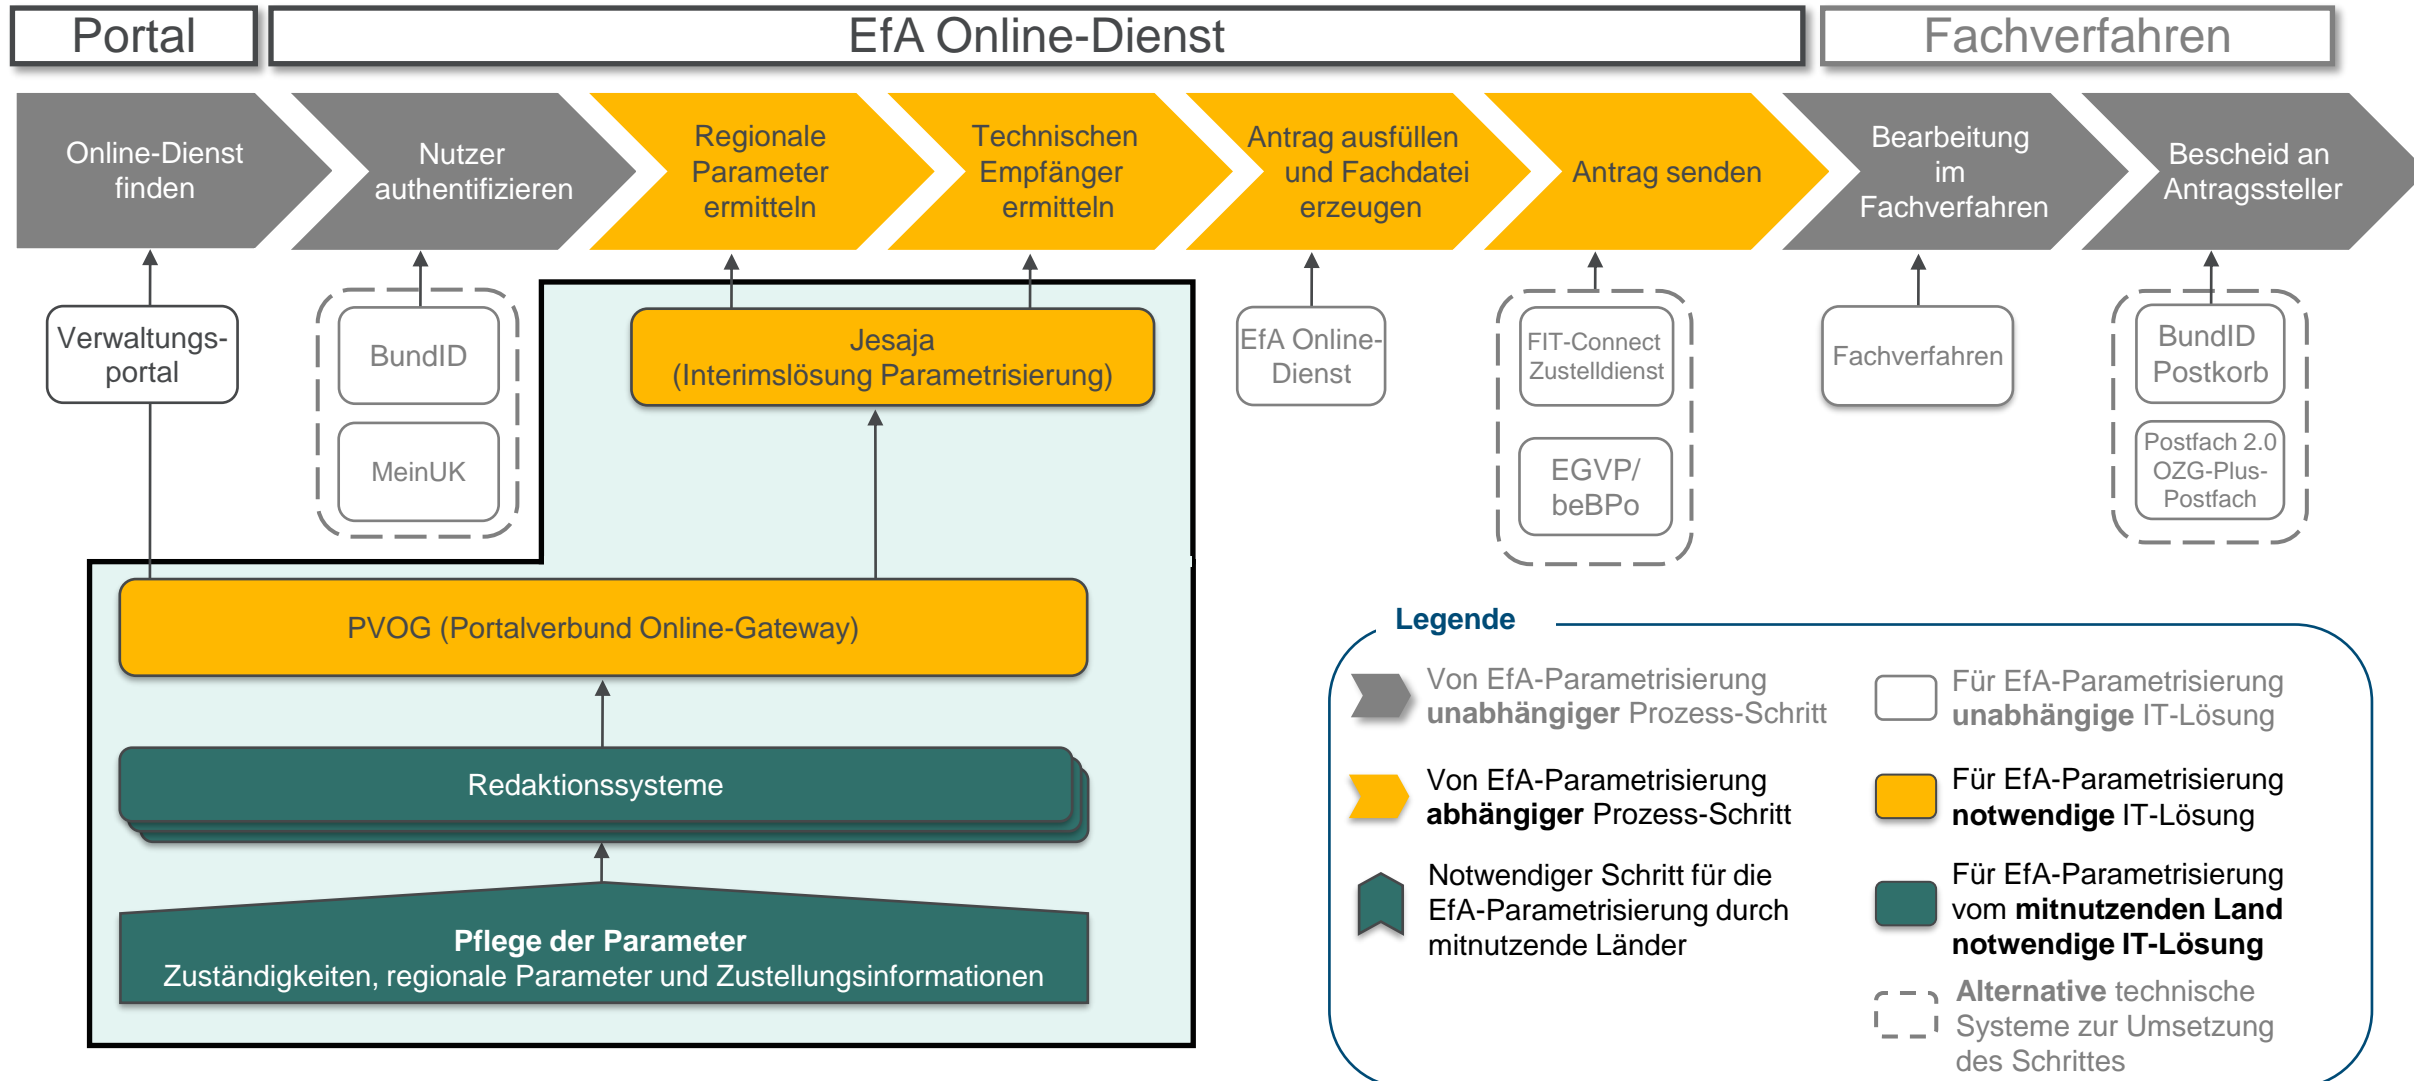 Portal
EfA Online-Dienst
Fachverfahren
Online-Dienst
finden
Nutzer
authentifizieren
Regionale
Parameter
ermitteln
Technischen
Empfänger
ermitteln
Antrag ausfüllen
und Fachdatei
erzeugen
Antrag senden
Bearbeitung
im
Fachverfahren
Bescheid an
Antragssteller
Verwaltungs-
portal
BundID
MeinUK
Jesaja
(Interimslösung Parametrisierung)
EfA Online-
Dienst
FIT-Connect
Zustelldienst
EGVP/
beBPo
Fachverfahren
BundID
Postkorb
Postfach 2.0
OZG-Plus-
Postfach
PVOG (Portalverbund Online-Gateway)
Redaktionssysteme
Pflege der Parameter
Zuständigkeiten, regionale Parameter und Zustellungsinformationen
Legende
Von EfA-Parametrisierung
unabhängiger Prozess-Schritt
Von EfA-Parametrisierung
abhängiger Prozess-Schritt
Notwendiger Schritt für die
EfA-Parametrisierung durch
mitnutzende Länder
Für EfA-Parametrisierung
unabhängige IT-Lösung
Für EfA-Parametrisierung
notwendige IT-Lösung
Für EfA-Parametrisierung
vom mitnutzenden Land
notwendige IT-Lösung
Alternative technische
Systeme zur Umsetzung
des Schrittes